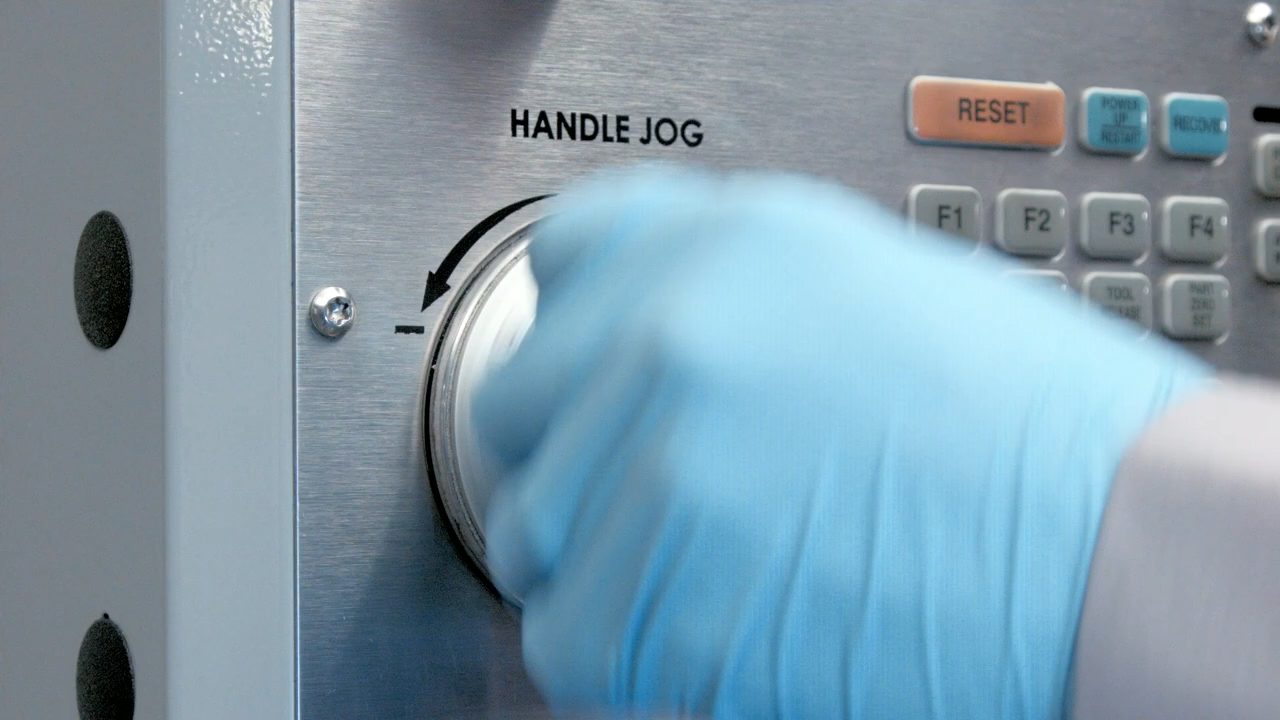 HANDLE JOG
RESET
POWER
UP
RESTART
RECOVER
F1
F2
F3
F4
TOOL
RELEASE
PART
ZERO
SET